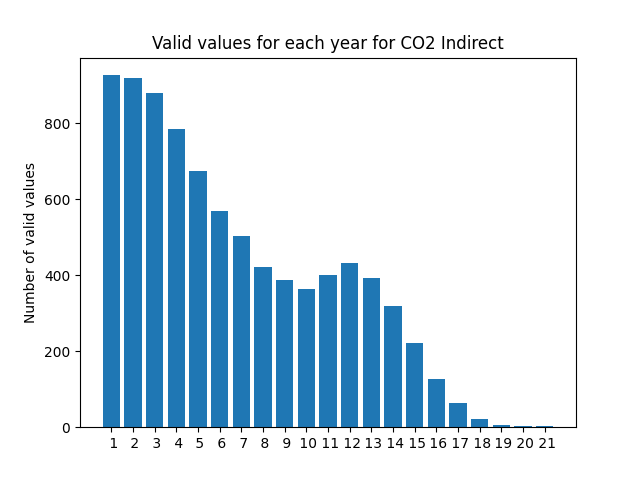 Valid values for each year for CO2 Indirect
Number of valid values
800
600
400
200
0
1 2 3 4 5 6 7 8 9 10 11 12 13 14 15 16 17 18 19 20 21